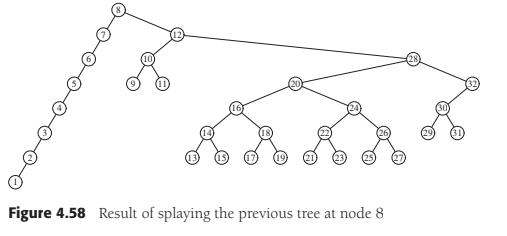 8
7 12
6 10 28
5 9 11 20 32
4 16 24 30
3 14 18 22 26 29 31
2 13 15 17 19 21 23 25 27
1
Figure 4.58 Result of splaying the previous tree at node 8